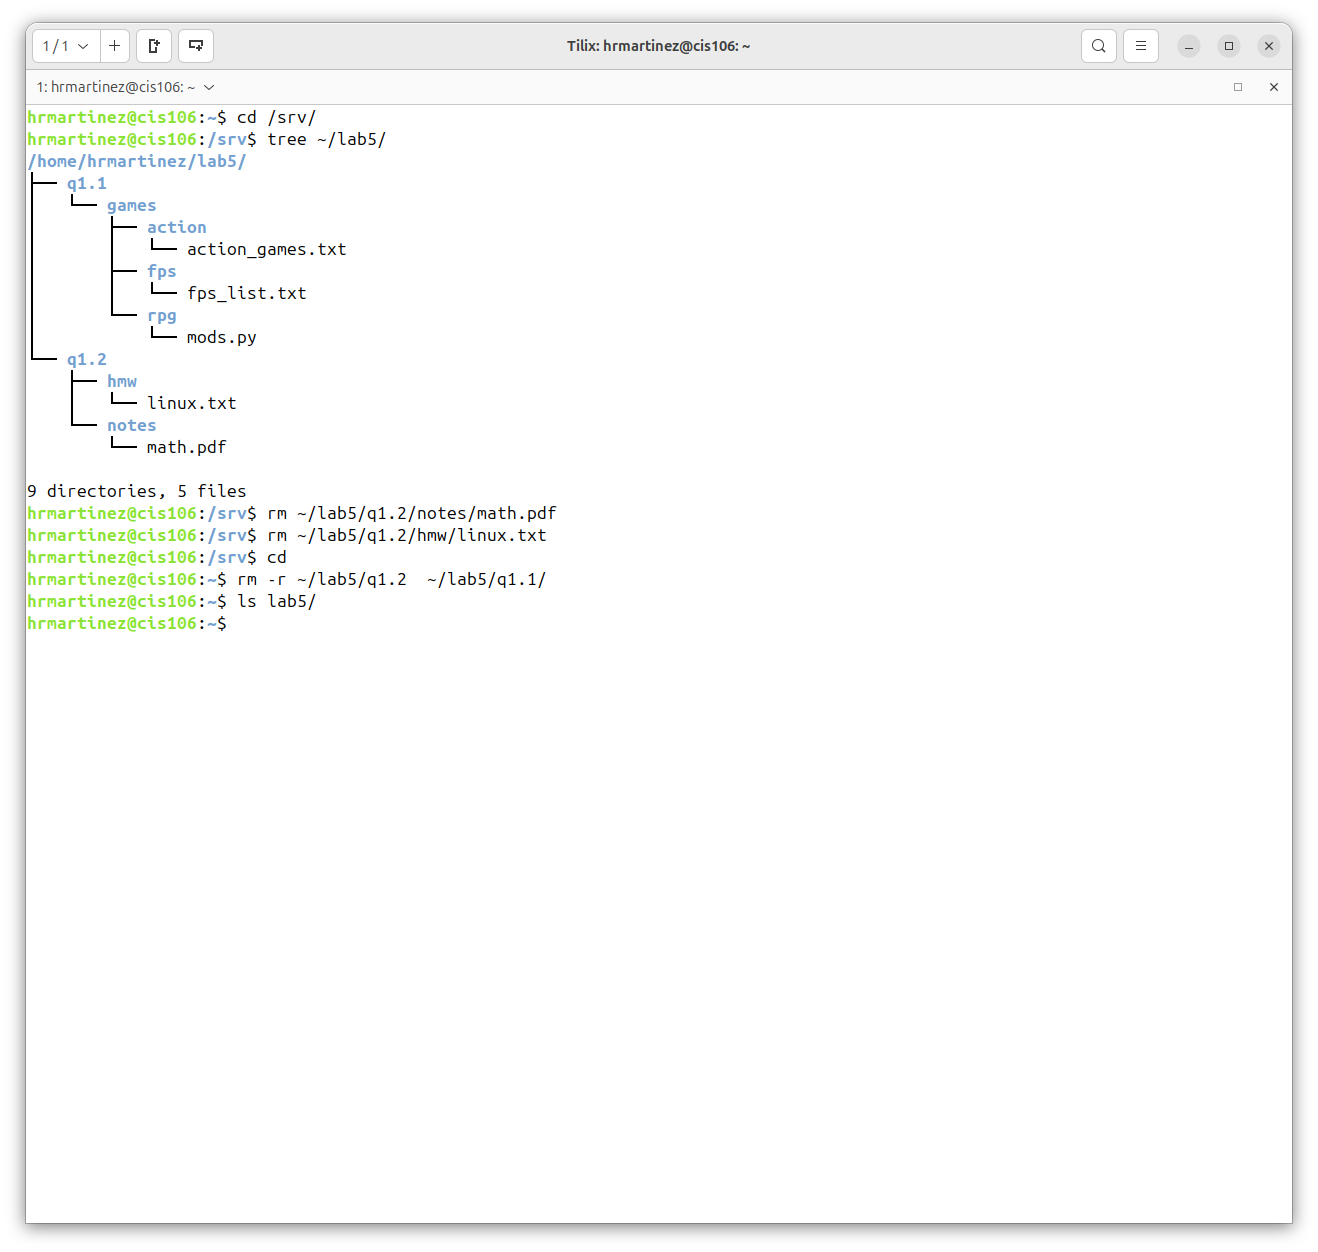 1 / 1
Tilix: hrmartinez@cis106: ~
1: hrmartinez@cis106: ~
hrmartinez@cis106:~$ cd /srv/
hrmartinez@cis106:/srv$ tree ~/lab5/
/home/hrmartinez/lab5/
├── q1.1
│   └── games
│       ├── action
│       │   └── action_games.txt
│       ├── fps
│       │   └── fps_list.txt
│       └── rpg
│           └── mods.py
└── q1.2
    ├── hmw
    │   └── linux.txt
    └── notes
        └── math.pdf
9 directories, 5 files
hrmartinez@cis106:/srv$ rm ~/lab5/q1.2/notes/math.pdf
hrmartinez@cis106:/srv$ rm ~/lab5/q1.2/hmw/linux.txt
hrmartinez@cis106:/srv$ cd
hrmartinez@cis106:~$ rm -r ~/lab5/q1.2  ~/lab5/q1.1/
hrmartinez@cis106:~$ ls lab5/
hrmartinez@cis106:~$